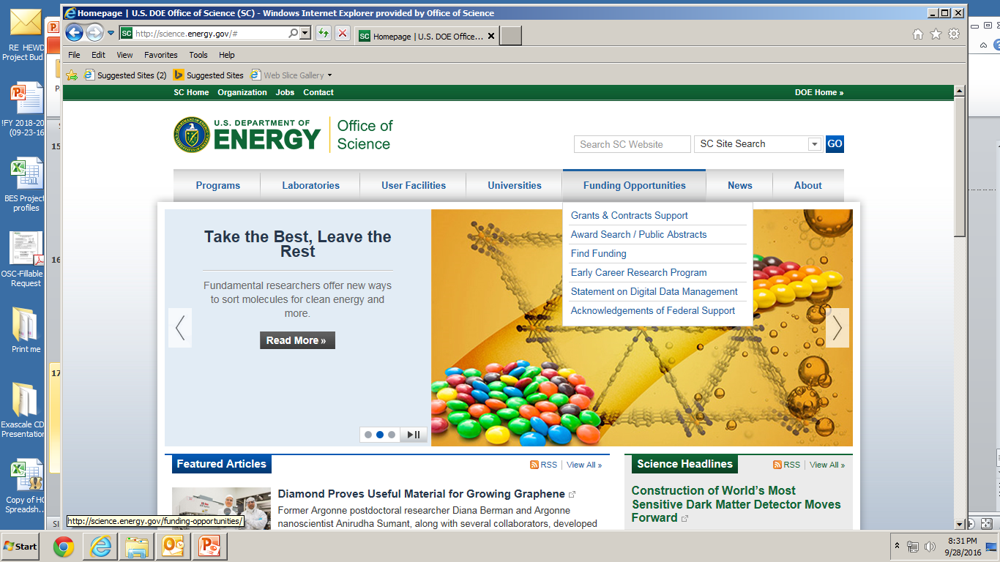 Homepage | U.S. DOE Office of Science (SC) - Windows Internet Explorer provided by Office of Science
SC http://science.energy.gov/#
SC Homepage | U.S. DOE Office...
File Edit View Favorites Tools Help
Suggested Sites (2) Suggested Sites Web Slice Gallery
SC Home Organization Jobs Contact DOE Home »
U.S. DEPARTMENT OF
ENERGY
Office of
Science
Search SC Website SC Site Search GO
Programs Laboratories User Facilities Universities Funding Opportunities News About
Grants & Contracts Support
Award Search / Public Abstracts
Find Funding
Early Career Research Program
Statement on Digital Data Management
Acknowledgements of Federal Support
Take the Best, Leave the
Rest
Fundamental researchers offer new ways
to sort molecules for clean energy and
more.
Read More »
Featured Articles RSS View All »
Diamond Proves Useful Material for Growing Graphene
Former Argonne postdoctoral researcher Diana Berman and Argonne
nanoscientist Anirudha Sumant, along with several collaborators, developed
Science Headlines RSS View All »
Construction of World's Most
Sensitive Dark Matter Detector Moves
Forward
http://science.energy.gov/funding-opportunities/
RE HEWD
Project Bud
!FY 2018-20
(09-23-16
BES Project
profiles
OSC-Fillable
Request
Print me
Exascale CD
Presentation
Copy of HQ
Spreadsh...
P
15
16
17
Sl
Start
8:31 PM
9/28/2016